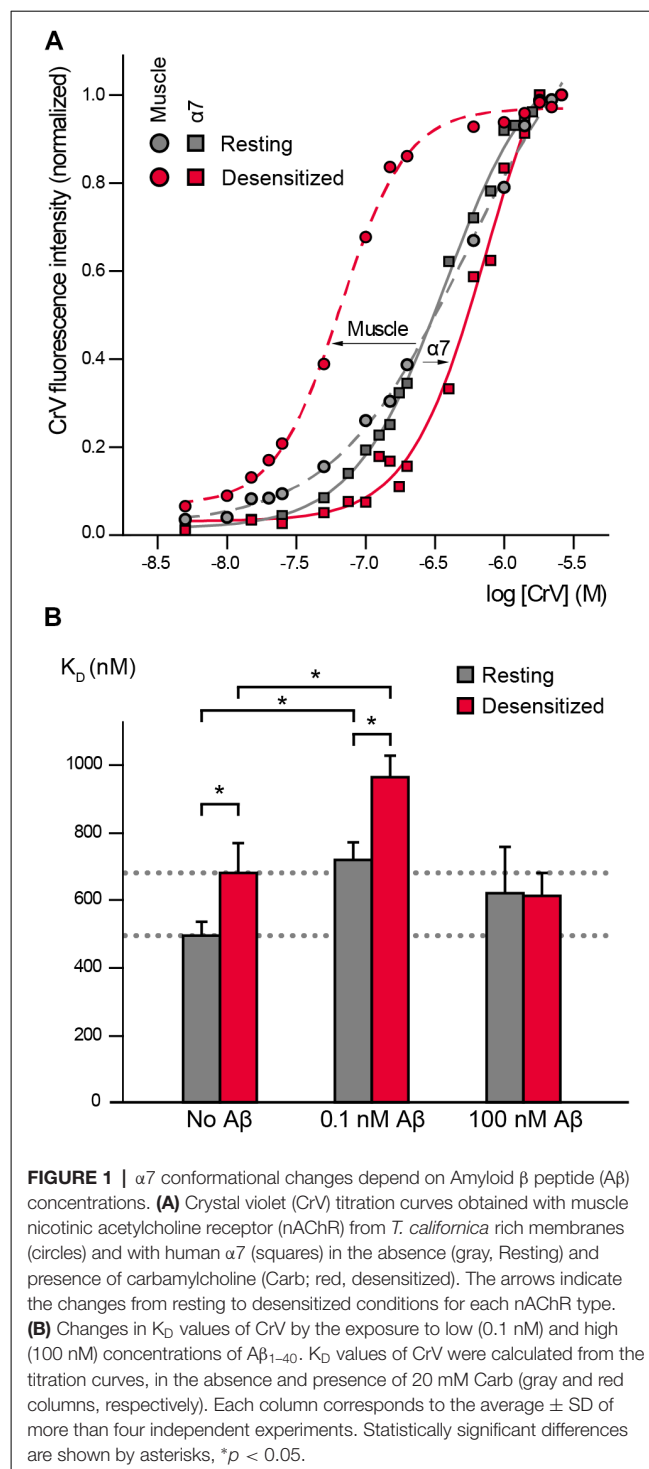 A
CrV fluorescence intensity (normalized)
1.0
0.8
0.6
0.4
0.2
0.0
Muscle
α7
Resting
Desensitized
Muscle
α7
-8.5 -8.0 -7.5 -7.0 -6.5 -6.0 -5.5
log [CrV] (M)
B
K_D (nM)
Resting
Desensitized
1000
800
600
400
200
0
*
*
*
*
No Aβ 0.1 nM Aβ 100 nM Aβ
FIGURE 1 | α7 conformational changes depend on Amyloid β peptide (Aβ)
concentrations. (A) Crystal violet (CrV) titration curves obtained with muscle
nicotinic acetylcholine receptor (nAChR) from T. californica rich membranes
(circles) and with human α7 (squares) in the absence (gray, Resting) and
presence of carbamylcholine (Carb; red, desensitized). The arrows indicate
the changes from resting to desensitized conditions for each nAChR type.
(B) Changes in K_D values of CrV by the exposure to low (0.1 nM) and high
(100 nM) concentrations of Aβ1–40. K_D values of CrV were calculated from the
titration curves, in the absence and presence of 20 mM Carb (gray and red
columns, respectively). Each column corresponds to the average ± SD of
more than four independent experiments. Statistically significant differences
are shown by asterisks, *p < 0.05.